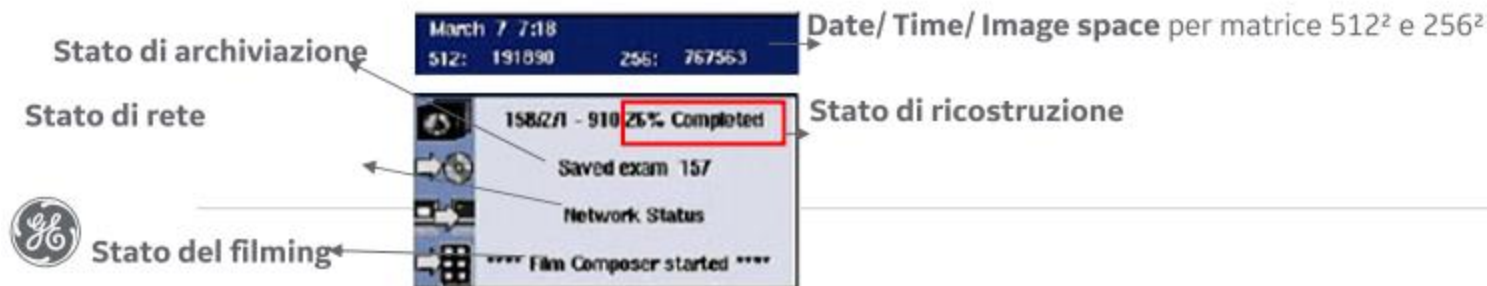 March 7 7:18
Date/ Time/ Image space per matrice 512² e 256²
Stato di archiviazione
512: 191890 256: 767563
Stato di rete
158/2/1 - 910 26% Completed
Stato di ricostruzione
Saved exam 157
Network Status
GE
Stato del filming
**** Film Composer started ****